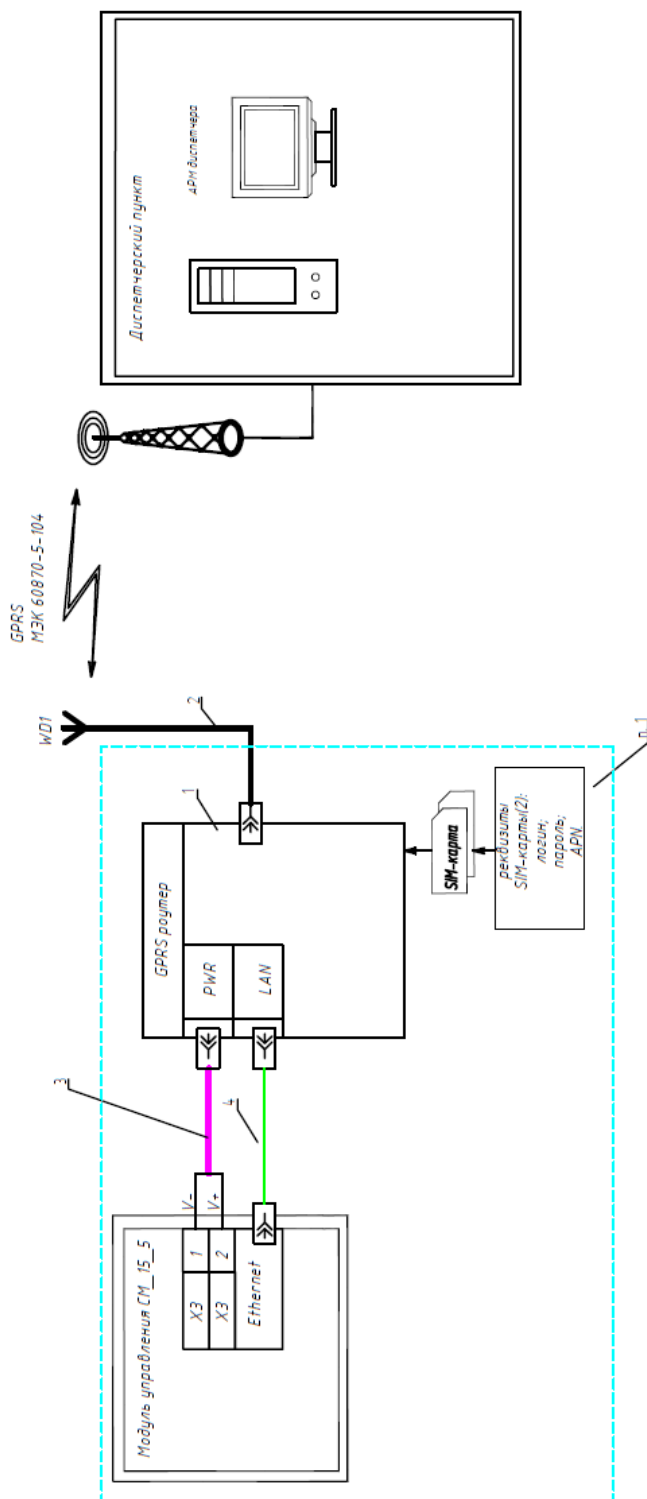 Модуль управления СМ_15_5
X3
1
V-
X3
2
V+
Ethernet
3
4
GPRS роутер
PWR
LAN
1
2
WD1
SIM-карта
реквизиты
SIM-карты(2):
логин;
пароль;
APN.
п.1
GPRS
МЭК 60870-5-104
Диспетчерский пункт
АРМ диспетчера